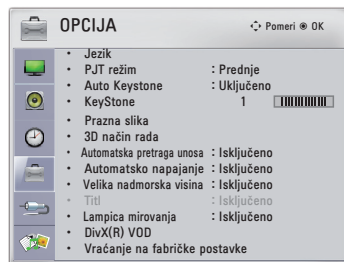 OPCIJA Pomeri ◉ OK
• Jezik
• PJT režim : Prednje
• Auto Keystone : Uključeno
• KeyStone 1
• Prazna slika
• 3D način rada
• Automatska pretraga unosa : Isključeno
• Automatsko napajanje : Isključeno
• Velika nadmorska visina : Isključeno
• Titl : Isključeno
• Lampica mirovanja : Isključeno
• DivX(R) VOD
• Vraćanje na fabričke postavke